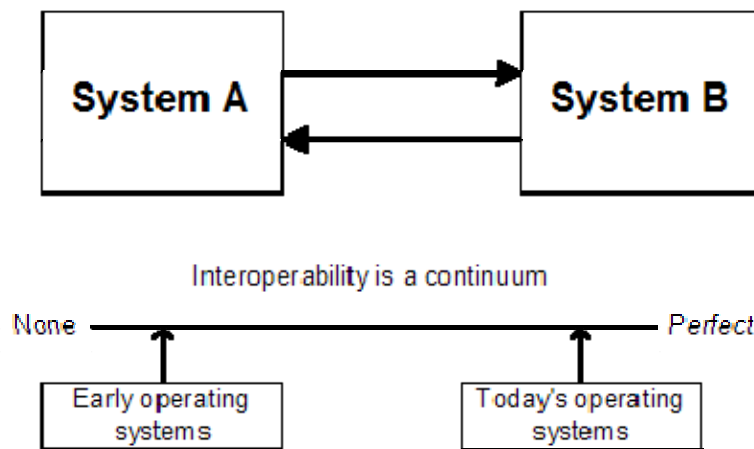 System A
System B
Interoperability is a continuum
None
Perfect
Early operating
systems
Today's operating
systems